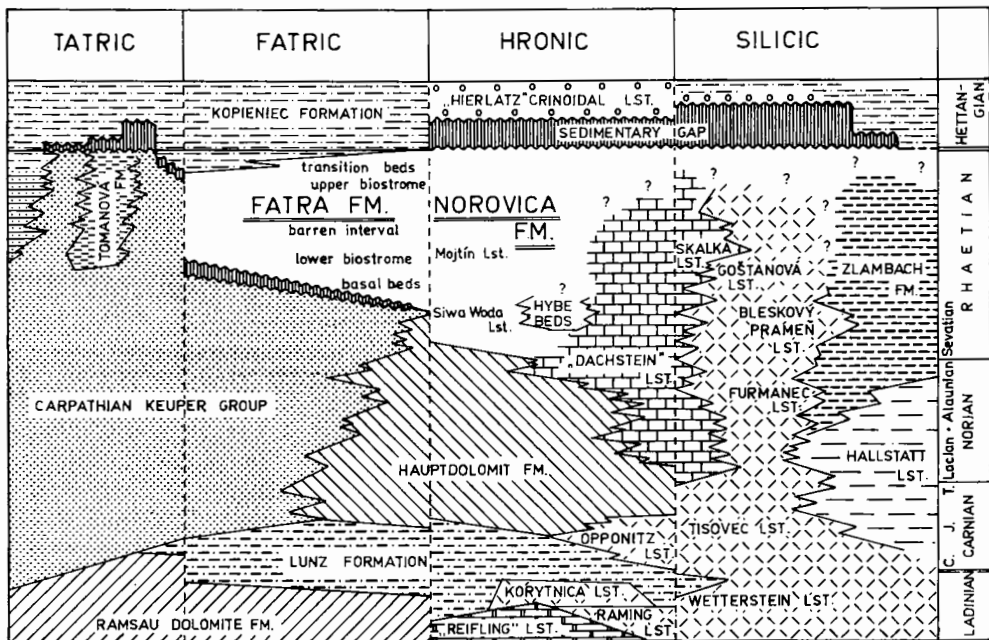 TATRIC
FATRIC
HRONIC
SILICIC
HETTAN-
GIAN
KOPIENIEC FORMATION
„HIERLATZ" CRINOIDAL LST.
SEDIMENTARY GAP
transition beds
upper biostrome
FATRA FM.
barren interval
lower biostrome
basal beds
TOMANOVA
FM
NOROVICA
FM.
Mojtín Lst.
Siwa Woda
Lst.
?
HYBE
BEDS
?
?
„DACHSTEIN"
LST.
SKALKA
LST.
?
?
GOŠTANOVÁ
LST.
BLESKOVÝ
PRAMEŇ
LST.
FURMANEC
LST.
?
?
?
?
ZLAMBACH
FM.
HALLSTATT
LST.
CARPATHIAN KEUPER GROUP
HAUPTDOLOMIT FM.
OPPONITZ
LST.
TISOVEC LST.
LUNZ FORMATION
KORYTNICA LST.
RAMING
LST.
„REIFLING" LST.
WETTERSTEIN LST.
RAMSAU DOLOMITE FM.
RHAETIAN
Sevatian
NORIAN
Laclan + Alaunian
CARNIAN
C. J. T.
LADINIAN